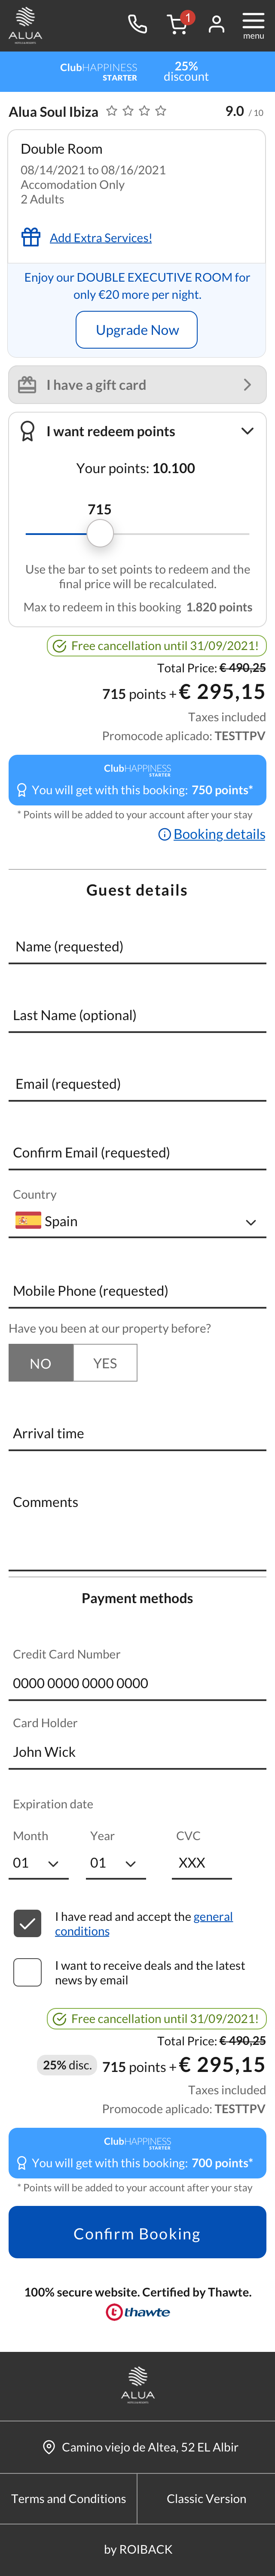 ALUA
1
menu
ClubHAPPINESS
STARTER
25%
discount
Alua Soul Ibiza
9.0 / 10
Double Room
08/14/2021 to 08/16/2021
Accomodation Only
2 Adults
Add Extra Services!
Enjoy our DOUBLE EXECUTIVE ROOM for
only €20 more per night.
Upgrade Now
I have a gift card
I want redeem points
Your points: 10.100
715
Use the bar to set points to redeem and the
final price will be recalculated.
Max to redeem in this booking 1.820 points
Free cancellation until 31/09/2021!
Total Price: € 490,25
715 points + € 295,15
Taxes included
Promocode aplicado: TESTTPV
ClubHAPPINESS
STARTER
You will get with this booking: 750 points*
* Points will be added to your account after your stay
Booking details
Guest details
Name (requested)
Last Name (optional)
Email (requested)
Confirm Email (requested)
Country
Spain
Mobile Phone (requested)
Have you been at our property before?
NO YES
Arrival time
Comments
Payment methods
Credit Card Number
0000 0000 0000 0000
Card Holder
John Wick
Expiration date
Month Year CVC
01 01 XXX
I have read and accept the general
conditions
I want to receive deals and the latest
news by email
Free cancellation until 31/09/2021!
Total Price: € 490,25
25% disc. 715 points + € 295,15
Taxes included
Promocode aplicado: TESTTPV
ClubHAPPINESS
STARTER
You will get with this booking: 700 points*
* Points will be added to your account after your stay
Confirm Booking
100% secure website. Certified by Thawte.
thawte
ALUA
Camino viejo de Altea, 52 EL Albir
Terms and Conditions
Classic Version
by ROIBACK